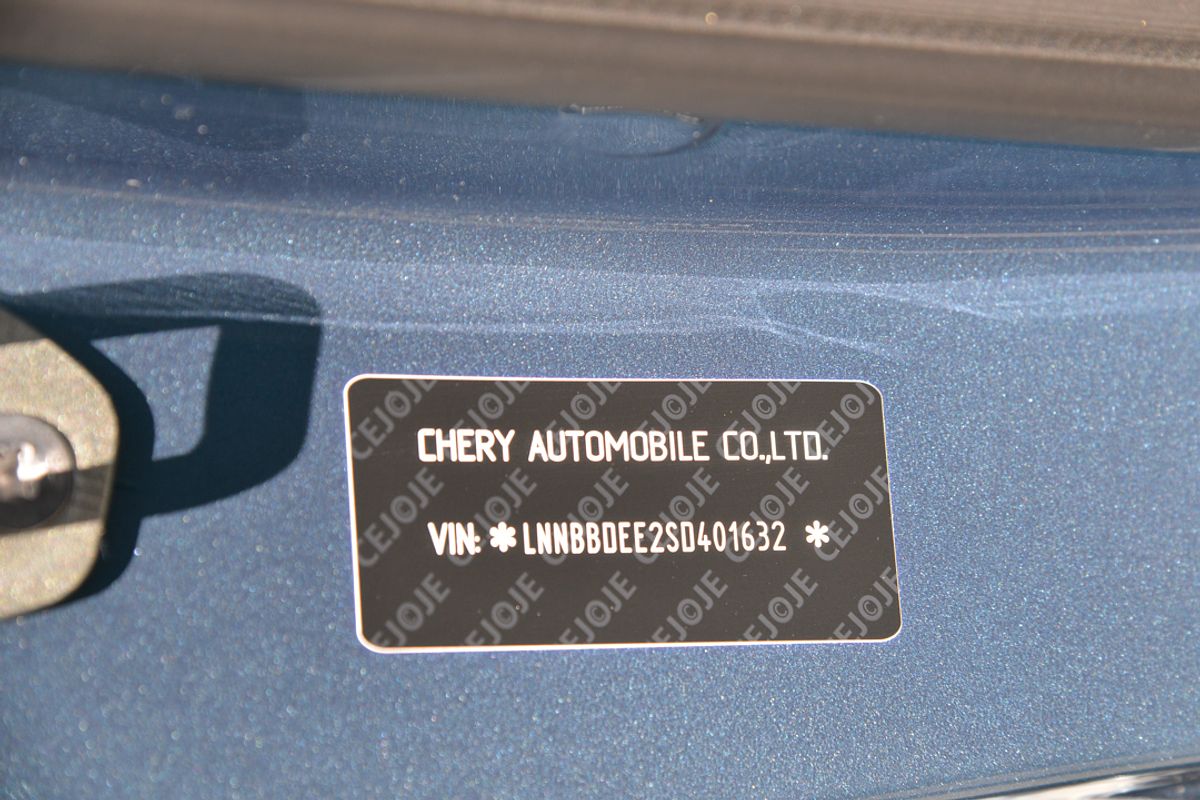 CHERY AUTOMOBILE CO.,LTD.
VIN: *LNNBBDEE2SD401632 *